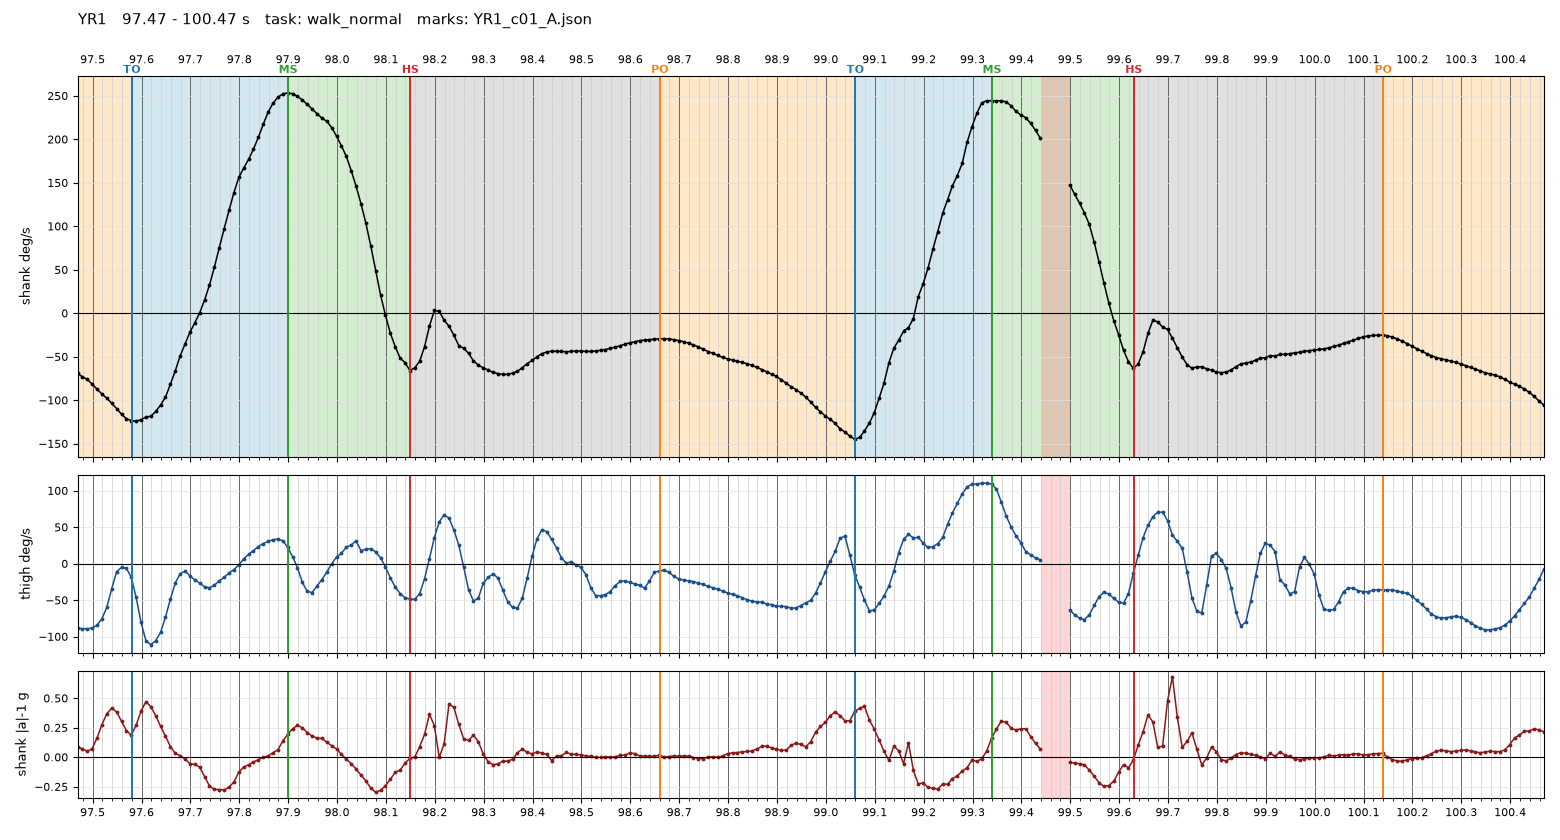 YR1   97.47 - 100.47 s   task: walk_normal   marks: YR1_c01_A.json
97.5 97.6 97.7 97.8 97.9 98.0 98.1 98.2 98.3 98.4 98.5 98.6 98.7 98.8 98.9 99.0 99.1 99.2 99.3 99.4 99.5 99.6 99.7 99.8 99.9 100.0 100.1 100.2 100.3 100.4
TO MS HS PO TO MS HS PO
250
200
150
100
50
0
−50
−100
−150
shank deg/s
100
50
0
−50
−100
thigh deg/s
0.50
0.25
0.00
−0.25
shank |a|-1 g
97.5 97.6 97.7 97.8 97.9 98.0 98.1 98.2 98.3 98.4 98.5 98.6 98.7 98.8 98.9 99.0 99.1 99.2 99.3 99.4 99.5 99.6 99.7 99.8 99.9 100.0 100.1 100.2 100.3 100.4